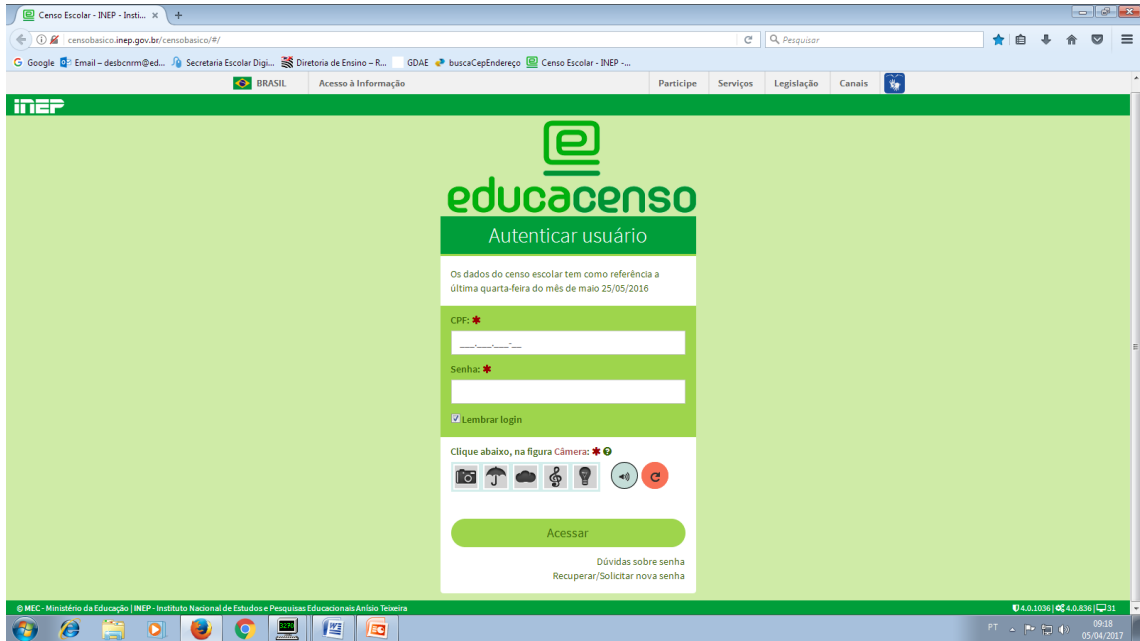 Censo Escolar - INEP - Insti...
censobasico.inep.gov.br/censobasico/#/
Pesquisar
Google Email – desbcnrm@ed... Secretaria Escolar Digi... Diretoria de Ensino – R... GDAE buscaCepEndereço Censo Escolar - INEP -...
BRASIL Acesso à Informação Participe Serviços Legislação Canais
inep
educacenso
Autenticar usuário
Os dados do censo escolar tem como referência a
última quarta-feira do mês de maio 25/05/2016
CPF: ✱
___.___.___-__
Senha: ✱
Lembrar login
Clique abaixo, na figura Câmera: ✱
Acessar
Dúvidas sobre senha
Recuperar/Solicitar nova senha
© MEC - Ministério da Educação | INEP - Instituto Nacional de Estudos e Pesquisas Educacionais Anísio Teixeira 4.0.1036 | 4.0.836 | 31
3270
PT 09:18
05/04/2017